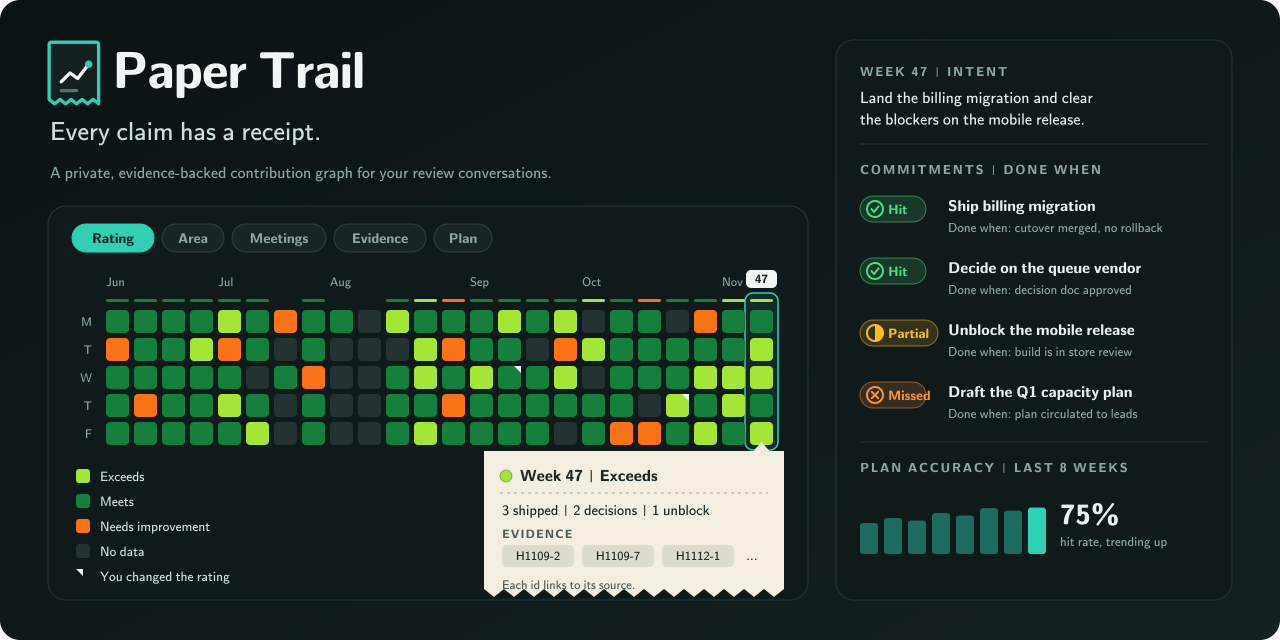 Paper Trail
Every claim has a receipt.
A private, evidence-backed contribution graph for your review conversations.
Rating
Area
Meetings
Evidence
Plan
Jun
Jul
Aug
Sep
Oct
Nov
47
M
T
W
T
F
Exceeds
Meets
Needs improvement
No data
You changed the rating
Week 47 | Exceeds
3 shipped | 2 decisions | 1 unblock
EVIDENCE
H1109-2
H1109-7
H1112-1
...
Each id links to its source.
WEEK 47 | INTENT
Land the billing migration and clear
the blockers on the mobile release.
COMMITMENTS | DONE WHEN
Hit
Ship billing migration
Done when: cutover merged, no rollback
Hit
Decide on the queue vendor
Done when: decision doc approved
Partial
Unblock the mobile release
Done when: build is in store review
Missed
Draft the Q1 capacity plan
Done when: plan circulated to leads
PLAN ACCURACY | LAST 8 WEEKS
75%
hit rate, trending up